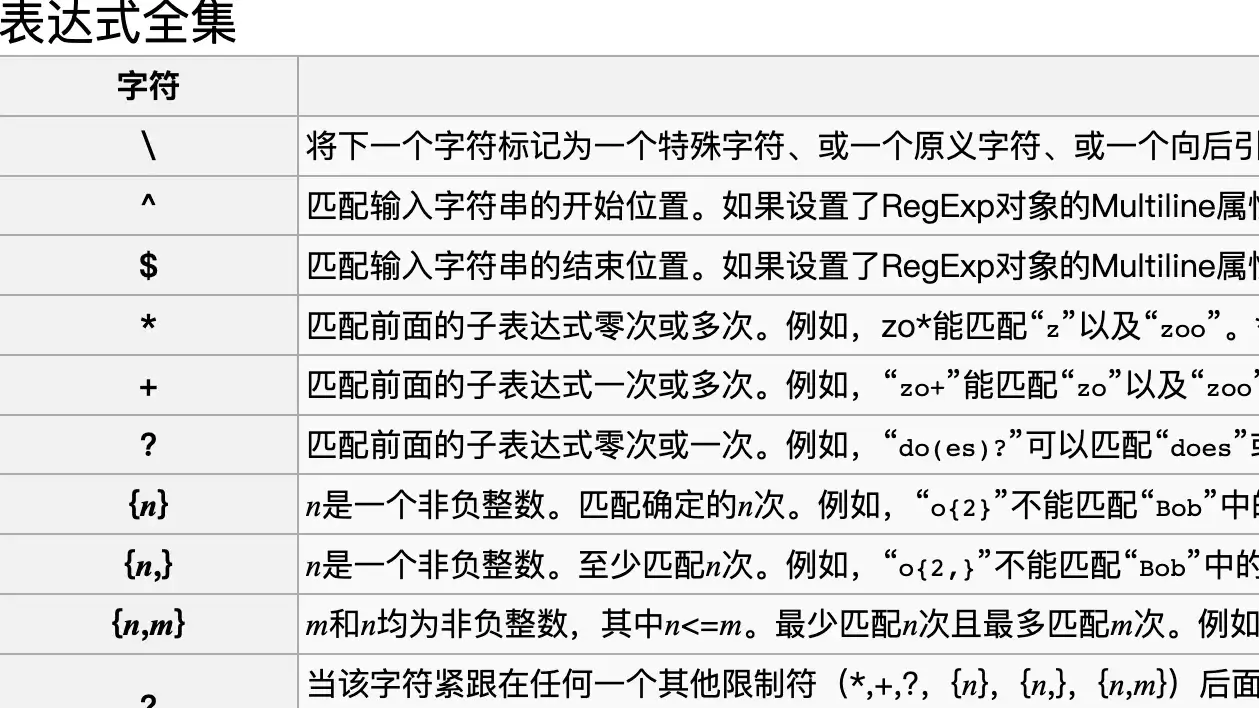 表达式全集
字符
\
将下一个字符标记为一个特殊字符、或一个原义字符、或一个向后引
^
匹配输入字符串的开始位置。如果设置了RegExp对象的Multiline属
$
匹配输入字符串的结束位置。如果设置了RegExp对象的Multiline属
*
匹配前面的子表达式零次或多次。例如，zo*能匹配“z”以及“zoo”。
+
匹配前面的子表达式一次或多次。例如，“zo+”能匹配“zo”以及“zoo”
?
匹配前面的子表达式零次或一次。例如，“do(es)?”可以匹配“does”或
{n}
n是一个非负整数。匹配确定的n次。例如，“o{2}”不能匹配“Bob”中的
{n,}
n是一个非负整数。至少匹配n次。例如，“o{2,}”不能匹配“Bob”中的
{n,m}
m和n均为非负整数，其中n<=m。最少匹配n次且最多匹配m次。例如
?
当该字符紧跟在任何一个其他限制符（*,+,?，{n}，{n,}，{n,m}）后面